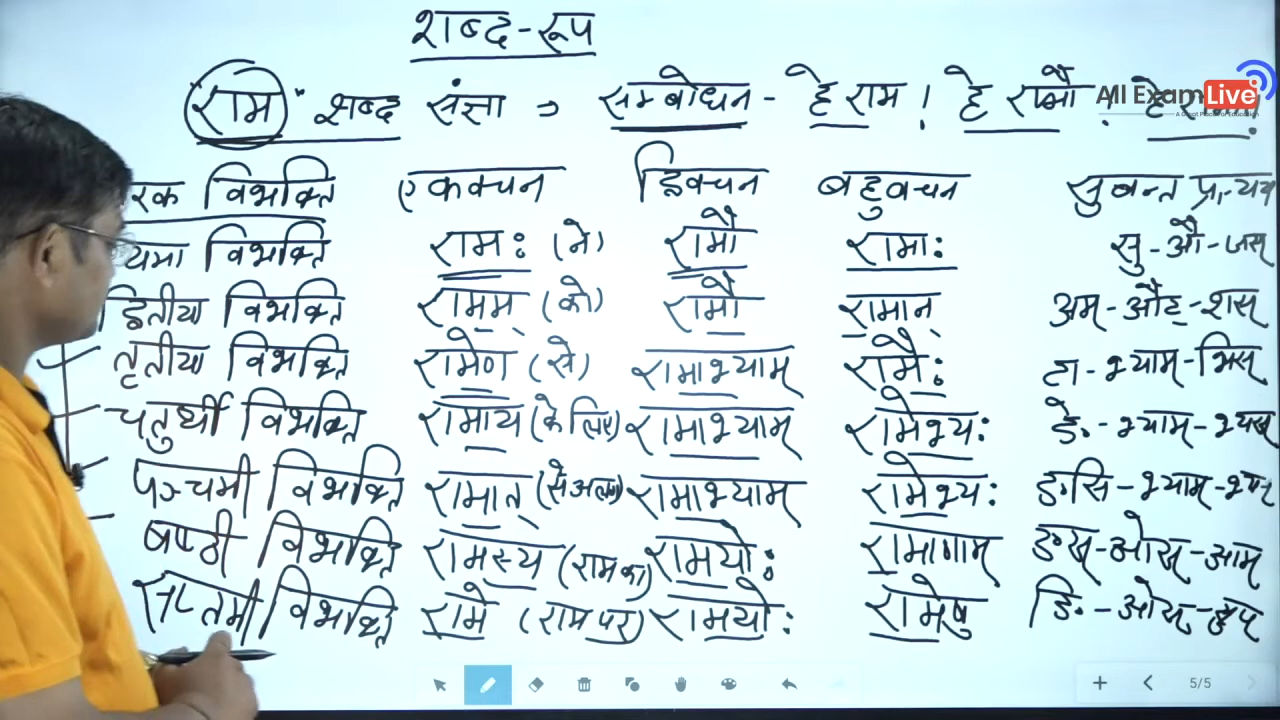 शब्द-रूप
"राम" शब्द संज्ञा ⇒ सम्बोधन - हे राम ! हे रामौ ! हे
All Exam Live
रक विभक्ति एकवचन द्विवचन बहुवचन सुबन्त प्रत्यय
थमा विभक्ति रामः (ने) रामौ रामाः सु-औ-जस्
द्वितीया विभक्ति रामम् (को) रामौ रामान् अम्-औट्-शस्
तृतीया विभक्ति रामेण (से) रामाभ्याम् रामैः टा-भ्याम्-भिस्
चतुर्थी विभक्ति रामाय (के लिए) रामाभ्याम् रामेभ्यः ङे-भ्याम्-भ्यस्
पञ्चमी विभक्ति रामात् (से अलग) रामाभ्याम् रामेभ्यः ङसि-भ्याम्-भ्यस्
षष्ठी विभक्ति रामस्य (राम का) रामयोः रामाणाम् ङस्-ओस्-आम्
सप्तमी विभक्ति रामे (राम पर) रामयोः रामेषु ङि-ओस्-सुप्
5/5